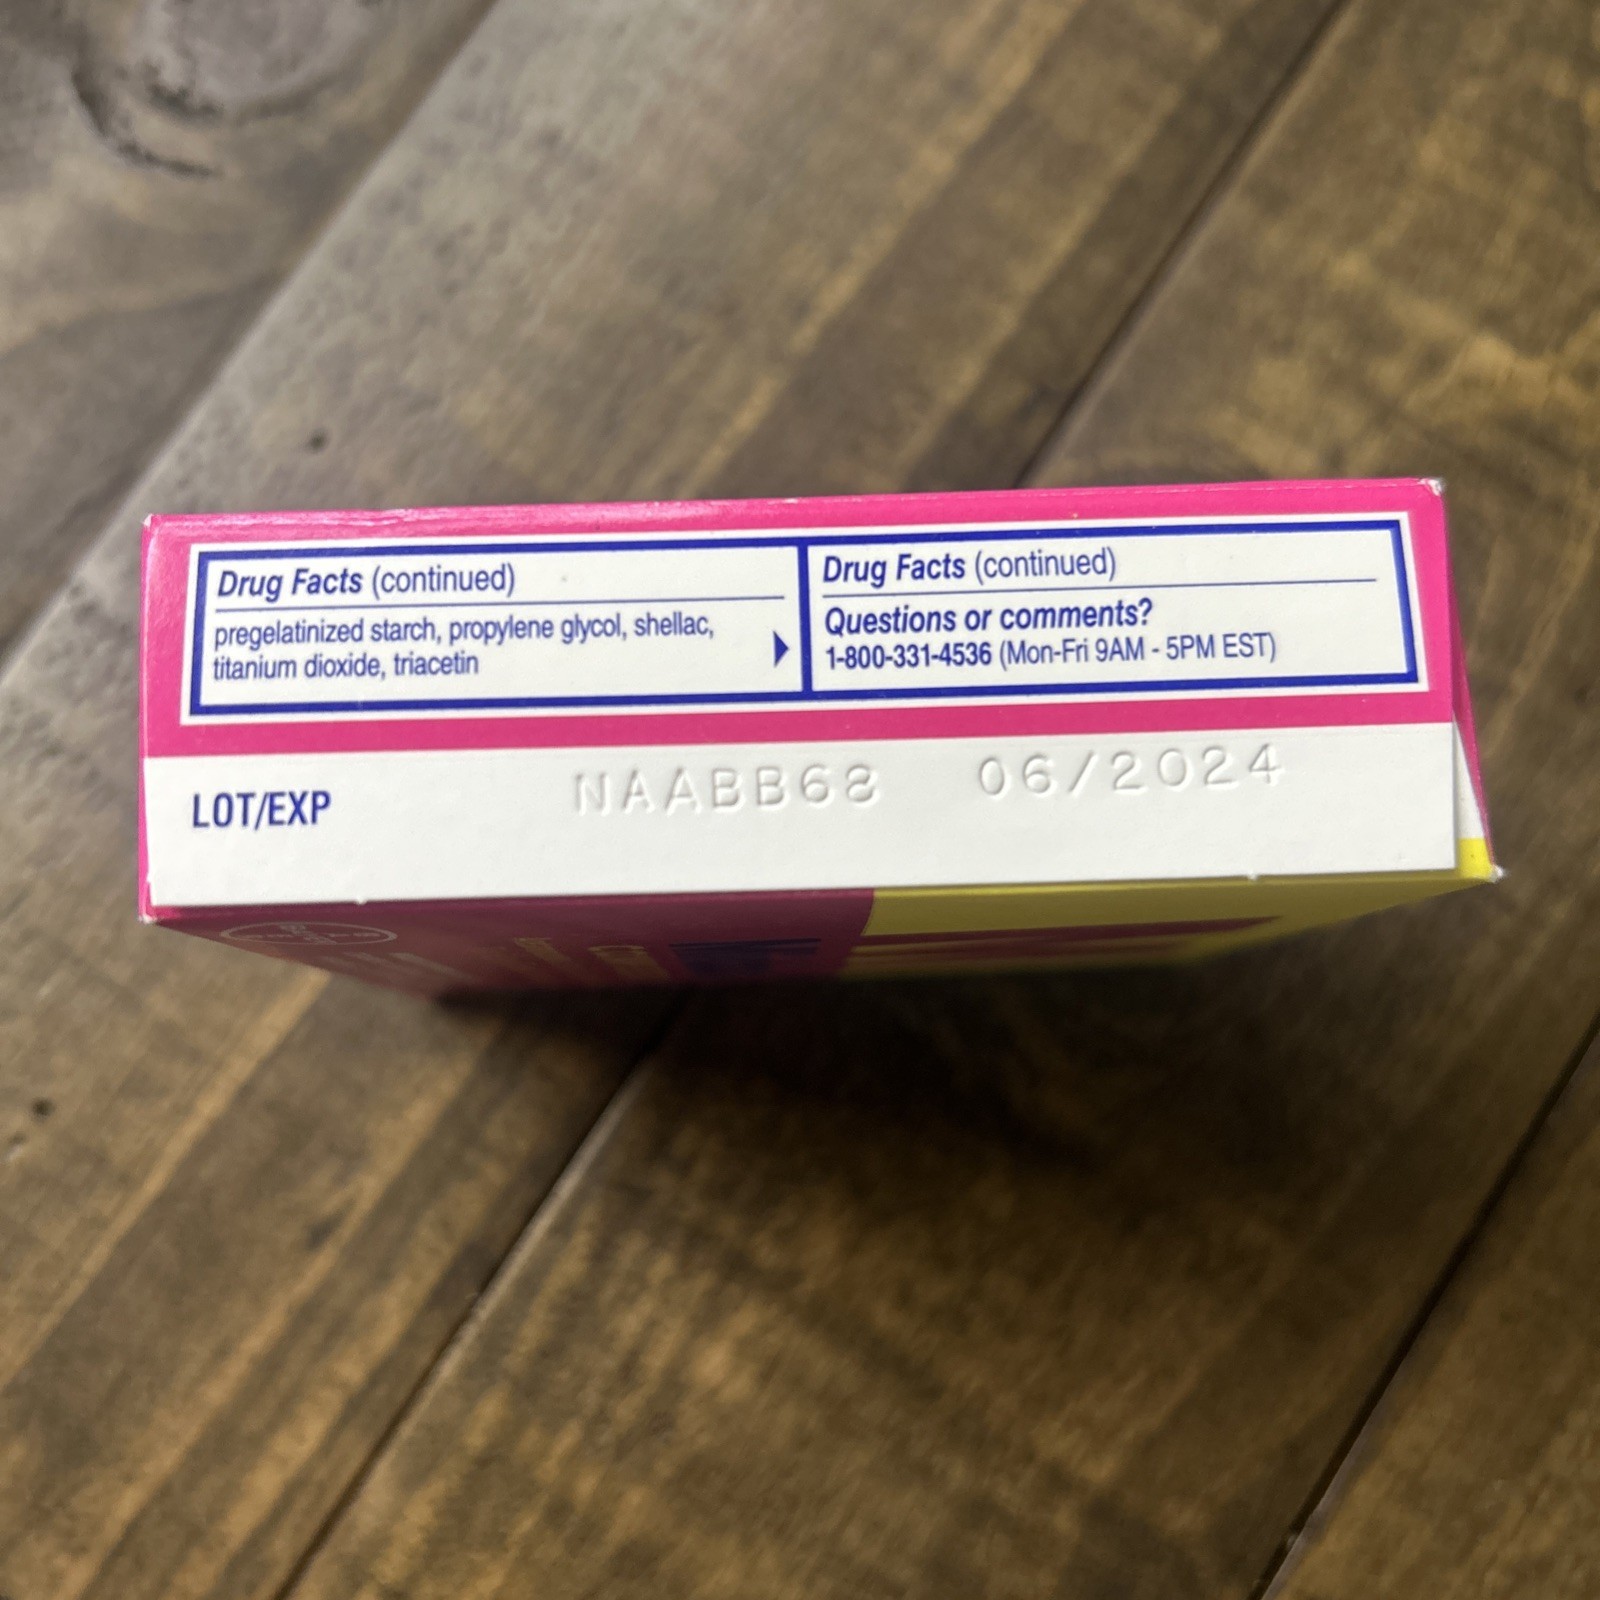 Drug Facts (continued)
pregelatinized starch, propylene glycol, shellac,
titanium dioxide, triacetin
Drug Facts (continued)
Questions or comments?
1-800-331-4536 (Mon-Fri 9AM - 5PM EST)
LOT/EXP NAABB68 06/2024